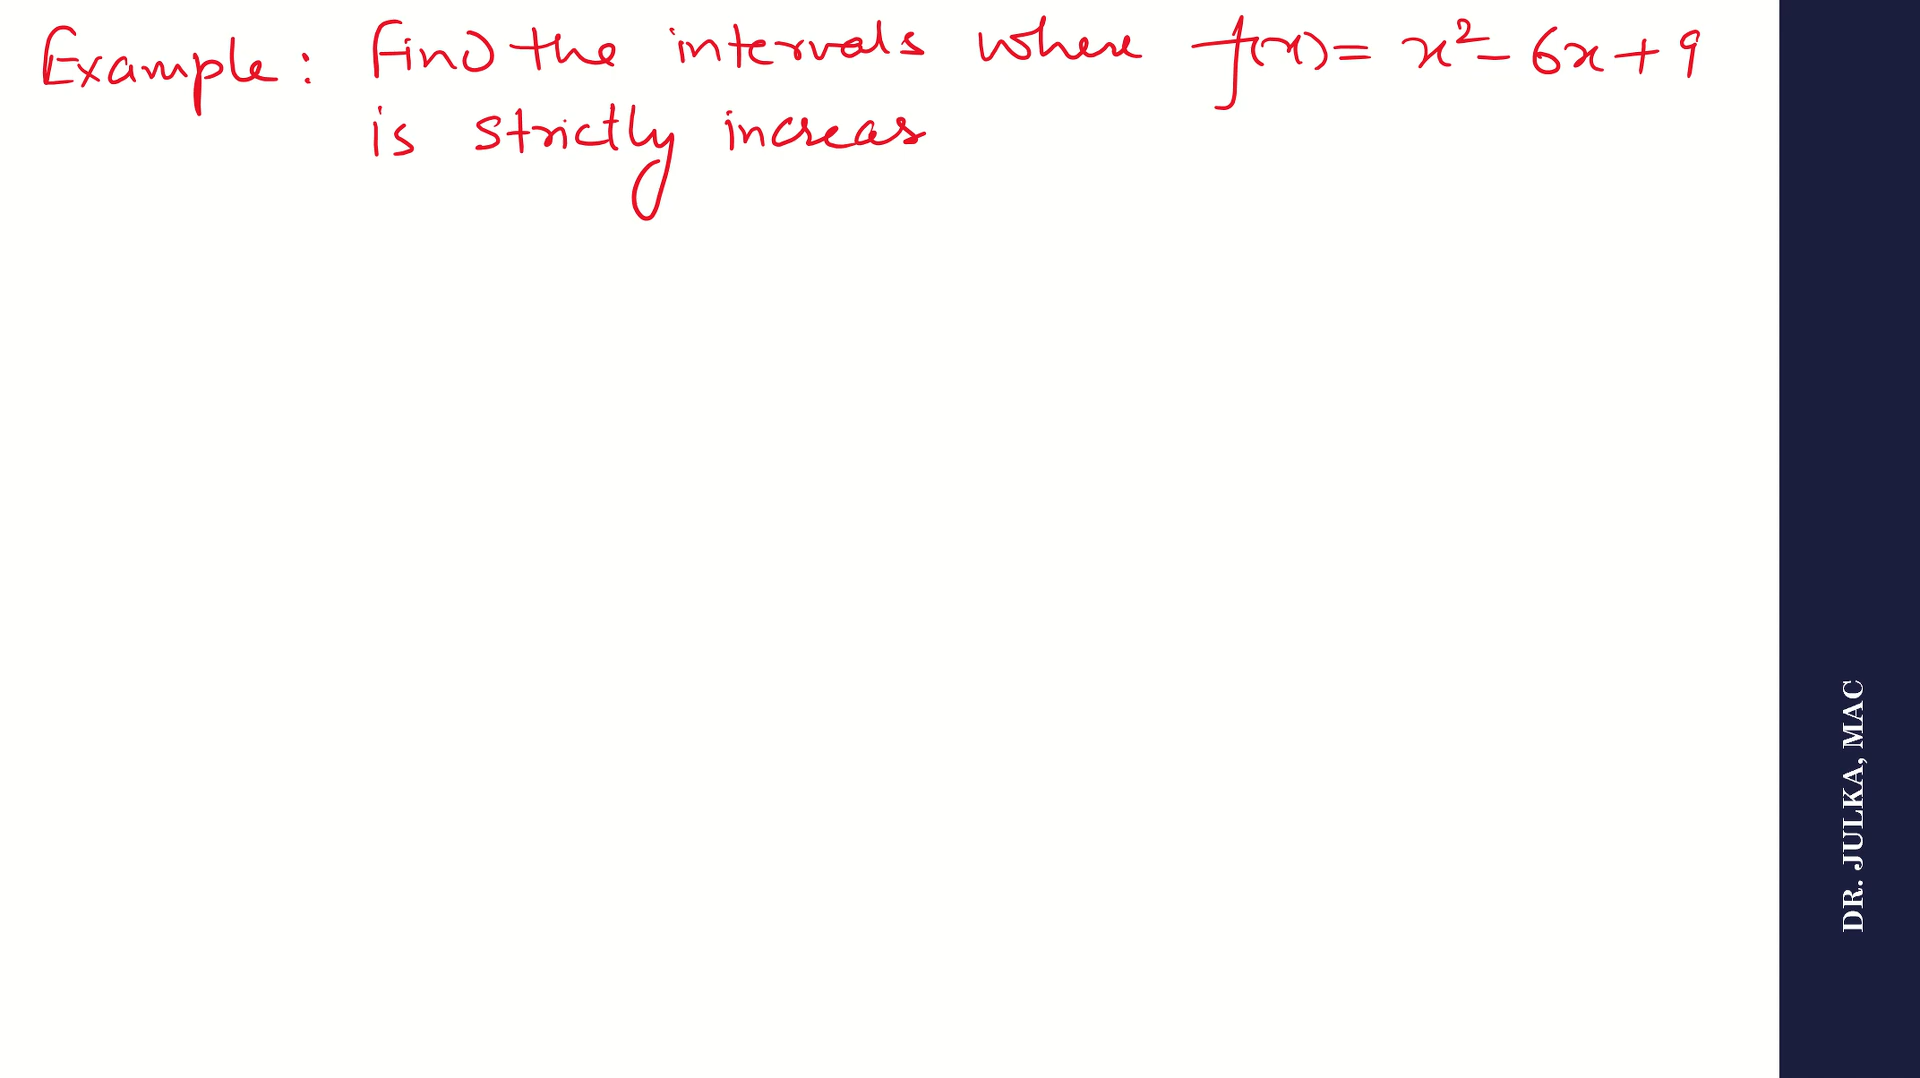 Example: Find the intervals where f(x) = x² - 6x + 9
is strictly increas
DR. JULKA, MAC